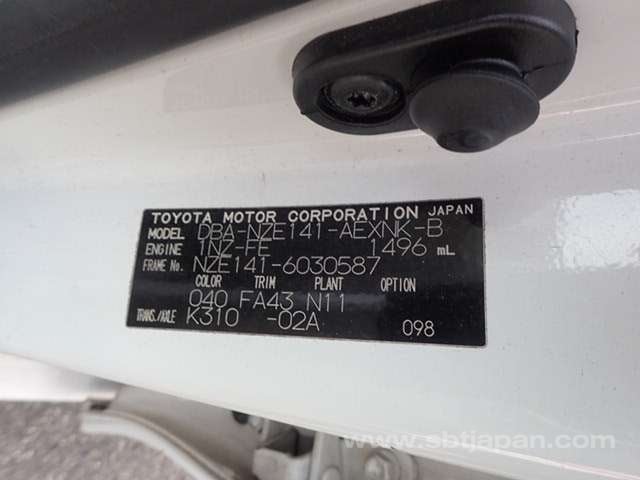 TOYOTA MOTOR CORPORATION JAPAN
MODEL DBA-NZE141-AEXNK-B
ENGINE 1NZ-FE 1496 mL
FRAME No. NZE141-6030587
COLOR TRIM PLANT OPTION
040 FA43 N11
TRANS./AXLE K310 -02A 098
www.sbtjapan.com